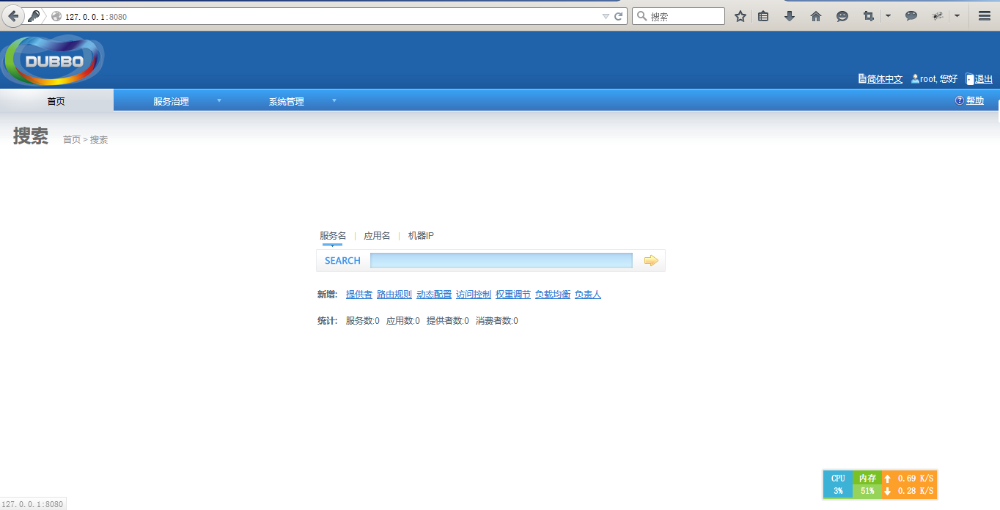 127.0.0.1:8080
搜索
DUBBO
简体中文 root, 您好 退出
首页 服务治理 系统管理 帮助
搜索 首页 > 搜索
服务名 | 应用名 | 机器IP
SEARCH
新增: 提供者 路由规则 动态配置 访问控制 权重调节 负载均衡 负责人
统计: 服务数:0 应用数:0 提供者数:0 消费者数:0
CPU 内存 0.69 K/S
3% 51% 0.28 K/S
127.0.0.1:8080